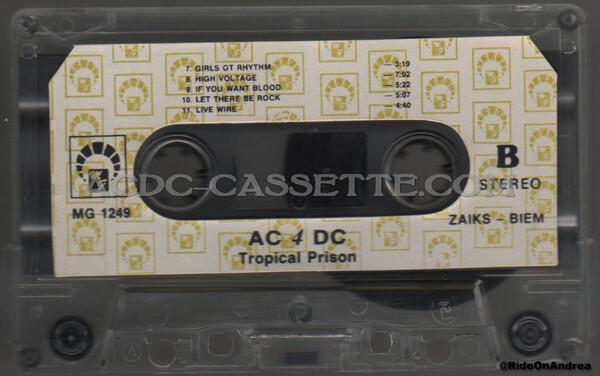 7. GIRLS GT RHYTHM — 3:19
8. HIGH VOLTAGE — 7:02
9. IF YOU WANT BLOOD — 5:22
10. LET THERE BE ROCK — 5:07
11. LIVE WIRE — 4:40
B
STEREO
ACDC-CASSETTE.COM
MG 1249
ZAIKS - BIEM
AC 4 DC
Tropical Prison
@RideOnAndrea